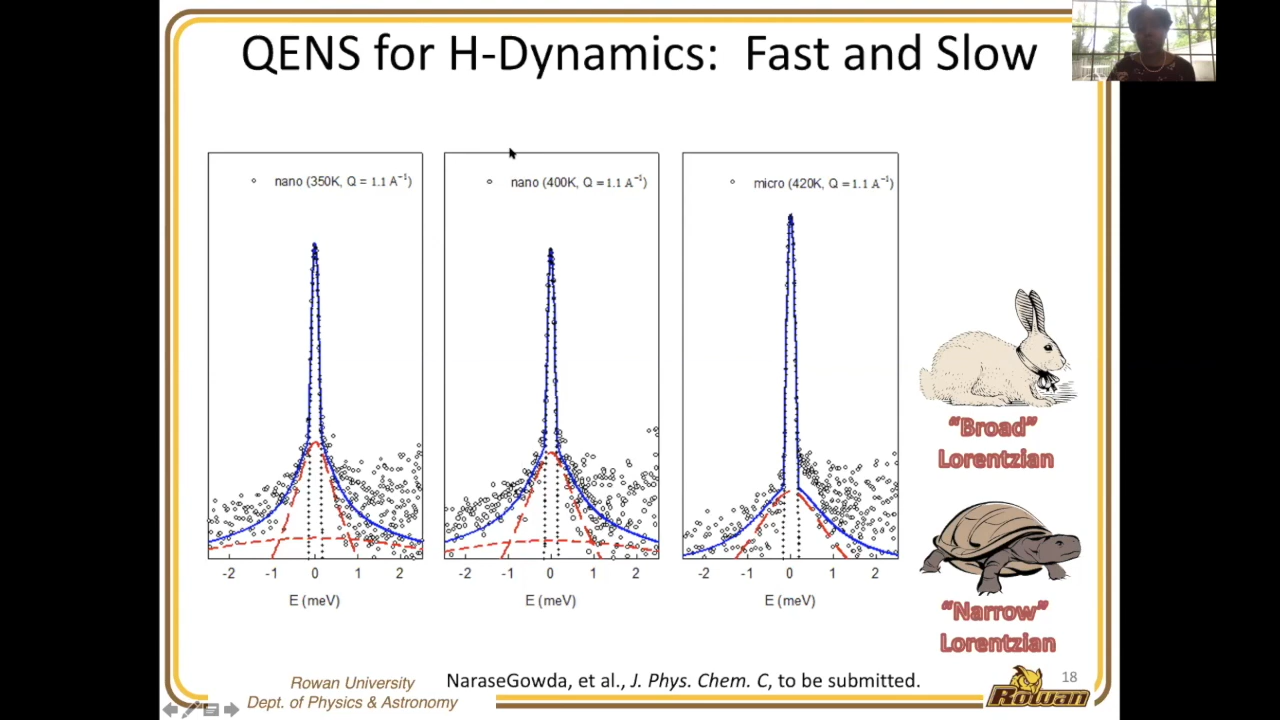 QENS for H-Dynamics: Fast and Slow
nano (350K, Q = 1.1 A⁻¹)
nano (400K, Q =1.1 A⁻¹)
micro (420K, Q =1.1 A⁻¹)
-2 -1 0 1 2
E (meV)
-2 -1 0 1 2
E (meV)
-2 -1 0 1 2
E (meV)
“Broad”
Lorentzian
“Narrow”
Lorentzian
NaraseGowda, et al., J. Phys. Chem. C, to be submitted.
Rowan University
Dept. of Physics & Astronomy
Rowan
18